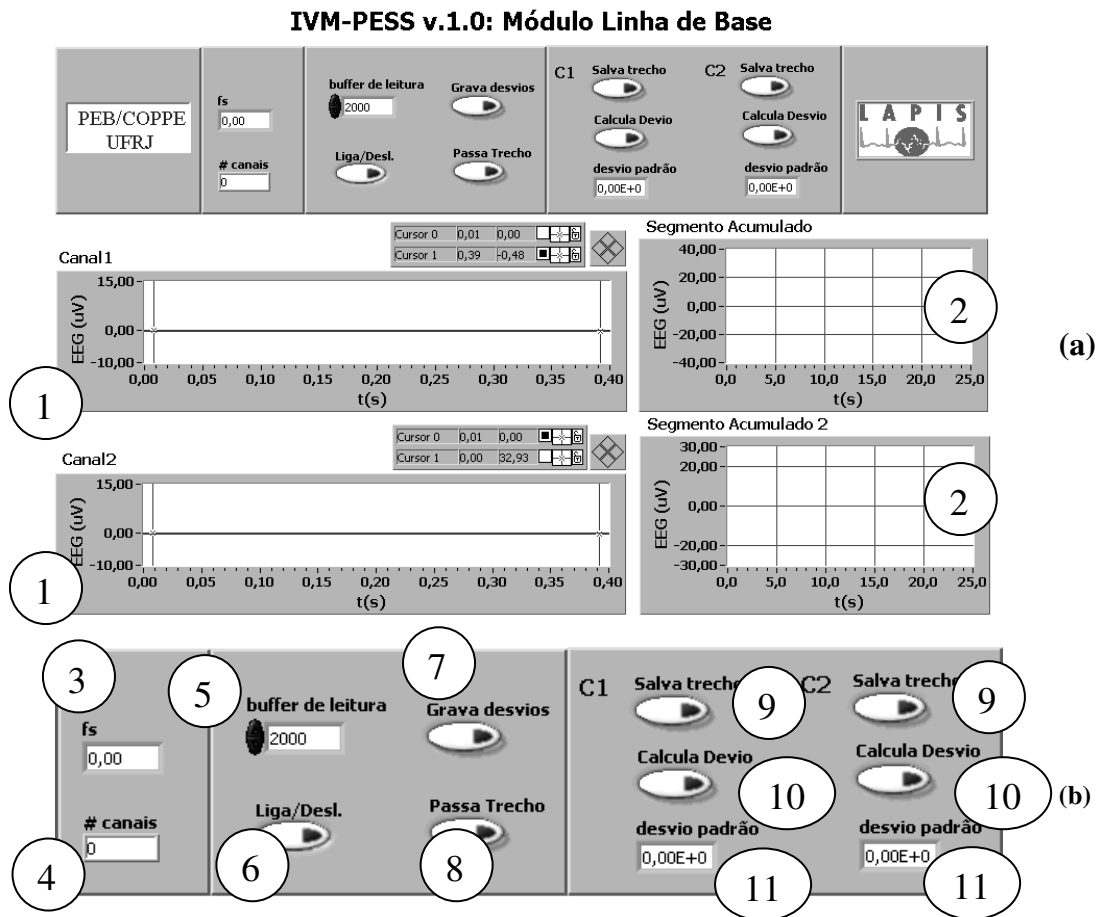 IVM-PESS v.1.0: Módulo Linha de Base
PEB/COPPE
UFRJ
fs
0,00
# canais
0
buffer de leitura
2000
Liga/Desl.
Grava desvios
Passa Trecho
C1
Salva trecho
Calcula Devio
desvio padrão
0,00E+0
C2
Salva trecho
Calcula Desvio
desvio padrão
0,00E+0
LAPIS
Canal1
Cursor 0 0,01 0,00
Cursor 1 0,39 -0,48
EEG (uV)
15,00
0,00
-10,00
0,00 0,05 0,10 0,15 0,20 0,25 0,30 0,35 0,40
t(s)
1
Segmento Acumulado
EEG (uV)
40,00
20,00
0,00
-20,00
-40,00
0,0 5,0 10,0 15,0 20,0 25,0
t(s)
2
(a)
Canal2
Cursor 0 0,01 0,00
Cursor 1 0,00 32,93
EEG (uV)
15,00
0,00
-10,00
0,00 0,05 0,10 0,15 0,20 0,25 0,30 0,35 0,40
t(s)
1
Segmento Acumulado 2
EEG (uV)
30,00
20,00
0,00
-20,00
-30,00
0,0 5,0 10,0 15,0 20,0 25,0
t(s)
2
3
fs
0,00
# canais
0
4
5
buffer de leitura
2000
Liga/Desl.
6
7
Grava desvios
Passa Trecho
8
C1
Salva trecho
9
Calcula Devio
10
desvio padrão
0,00E+0
11
C2
Salva trecho
9
Calcula Desvio
10
desvio padrão
0,00E+0
11
(b)